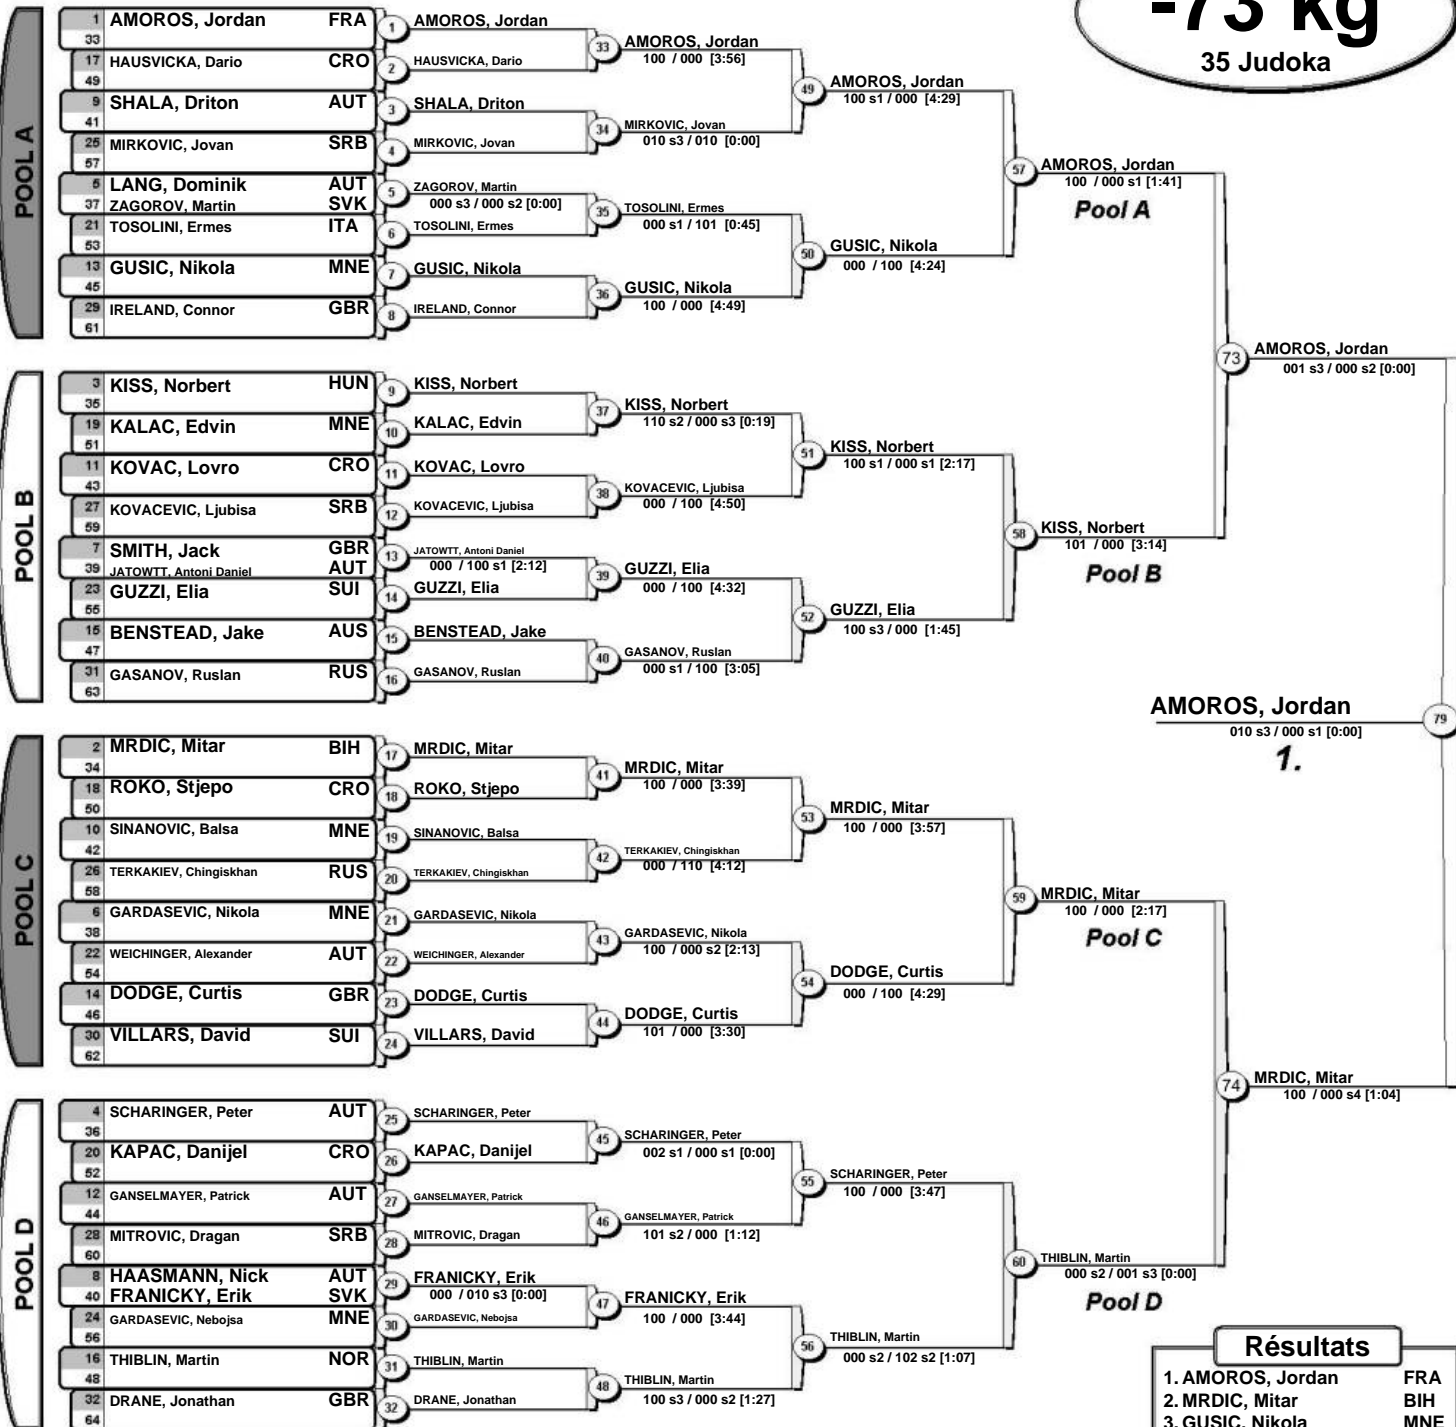 -73 kg
35 Judoka
POOL A
1 AMOROS, Jordan FRA
33
17 HAUSVICKA, Dario CRO
49
9 SHALA, Driton AUT
41
25 MIRKOVIC, Jovan SRB
57
5 LANG, Dominik AUT
37 ZAGOROV, Martin SVK
21 TOSOLINI, Ermes ITA
53
13 GUSIC, Nikola MNE
45
29 IRELAND, Connor GBR
61
1 AMOROS, Jordan
2 HAUSVICKA, Dario
3 SHALA, Driton
4 MIRKOVIC, Jovan
5 ZAGOROV, Martin
000 s3 / 000 s2 [0:00]
6 TOSOLINI, Ermes
7 GUSIC, Nikola
8 IRELAND, Connor
33 AMOROS, Jordan
100 / 000 [3:56]
34 MIRKOVIC, Jovan
010 s3 / 010 [0:00]
35 TOSOLINI, Ermes
000 s1 / 101 [0:45]
36 GUSIC, Nikola
100 / 000 [4:49]
49 AMOROS, Jordan
100 s1 / 000 [4:29]
50 GUSIC, Nikola
000 / 100 [4:24]
57 AMOROS, Jordan
100 / 000 s1 [1:41]
Pool A
POOL B
3 KISS, Norbert HUN
35
19 KALAC, Edvin MNE
51
11 KOVAC, Lovro CRO
43
27 KOVACEVIC, Ljubisa SRB
59
7 SMITH, Jack GBR
39 JATOWTT, Antoni Daniel AUT
23 GUZZI, Elia SUI
55
15 BENSTEAD, Jake AUS
47
31 GASANOV, Ruslan RUS
63
9 KISS, Norbert
10 KALAC, Edvin
11 KOVAC, Lovro
12 KOVACEVIC, Ljubisa
13 JATOWTT, Antoni Daniel
000 / 100 s1 [2:12]
14 GUZZI, Elia
15 BENSTEAD, Jake
16 GASANOV, Ruslan
37 KISS, Norbert
110 s2 / 000 s3 [0:19]
38 KOVACEVIC, Ljubisa
000 / 100 [4:50]
39 GUZZI, Elia
000 / 100 [4:32]
40 GASANOV, Ruslan
000 s1 / 100 [3:05]
51 KISS, Norbert
100 s1 / 000 s1 [2:17]
52 GUZZI, Elia
100 s3 / 000 [1:45]
58 KISS, Norbert
101 / 000 [3:14]
Pool B
73 AMOROS, Jordan
001 s3 / 000 s2 [0:00]
AMOROS, Jordan 79
010 s3 / 000 s1 [0:00]
1.
POOL C
2 MRDIC, Mitar BIH
34
18 ROKO, Stjepo CRO
50
10 SINANOVIC, Balsa MNE
42
26 TERKAKIEV, Chingiskhan RUS
58
6 GARDASEVIC, Nikola MNE
38
22 WEICHINGER, Alexander AUT
54
14 DODGE, Curtis GBR
46
30 VILLARS, David SUI
62
17 MRDIC, Mitar
18 ROKO, Stjepo
19 SINANOVIC, Balsa
20 TERKAKIEV, Chingiskhan
21 GARDASEVIC, Nikola
22 WEICHINGER, Alexander
23 DODGE, Curtis
24 VILLARS, David
41 MRDIC, Mitar
100 / 000 [3:39]
42 TERKAKIEV, Chingiskhan
000 / 110 [4:12]
43 GARDASEVIC, Nikola
100 / 000 s2 [2:13]
44 DODGE, Curtis
101 / 000 [3:30]
53 MRDIC, Mitar
100 / 000 [3:57]
54 DODGE, Curtis
000 / 100 [4:29]
59 MRDIC, Mitar
100 / 000 [2:17]
Pool C
74 MRDIC, Mitar
100 / 000 s4 [1:04]
POOL D
4 SCHARINGER, Peter AUT
36
20 KAPAC, Danijel CRO
52
12 GANSELMAYER, Patrick AUT
44
28 MITROVIC, Dragan SRB
60
8 HAASMANN, Nick AUT
40 FRANICKY, Erik SVK
24 GARDASEVIC, Nebojsa MNE
56
16 THIBLIN, Martin NOR
48
32 DRANE, Jonathan GBR
64
25 SCHARINGER, Peter
26 KAPAC, Danijel
27 GANSELMAYER, Patrick
28 MITROVIC, Dragan
29 FRANICKY, Erik
000 / 010 s3 [0:00]
30 GARDASEVIC, Nebojsa
31 THIBLIN, Martin
32 DRANE, Jonathan
45 SCHARINGER, Peter
002 s1 / 000 s1 [0:00]
46 GANSELMAYER, Patrick
101 s2 / 000 [1:12]
47 FRANICKY, Erik
100 / 000 [3:44]
48 THIBLIN, Martin
100 s3 / 000 s2 [1:27]
55 SCHARINGER, Peter
100 / 000 [3:47]
56 THIBLIN, Martin
000 s2 / 102 s2 [1:07]
60 THIBLIN, Martin
000 s2 / 001 s3 [0:00]
Pool D
Résultats
1. AMOROS, Jordan FRA
2. MRDIC, Mitar BIH
3. GUSIC, Nikola MNE